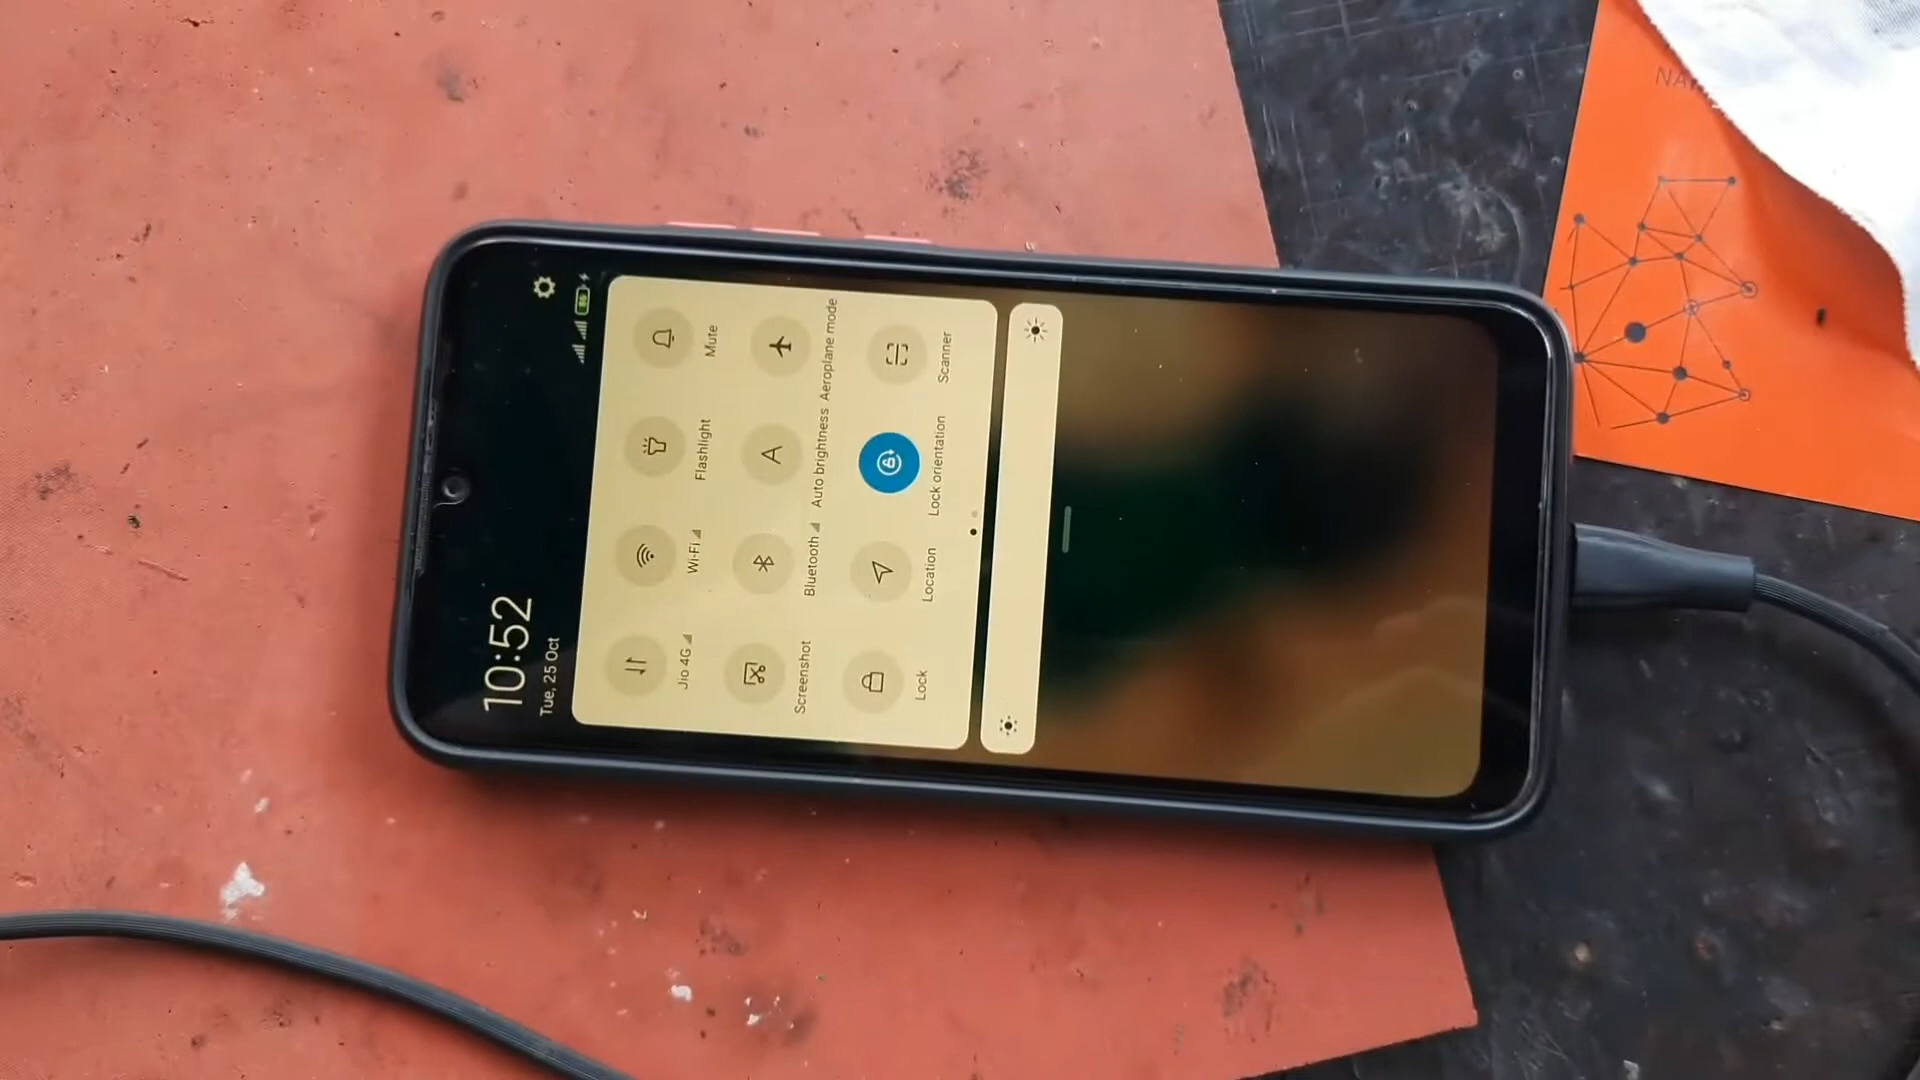 10:52
Tue, 25 Oct
Jio 4G
Wi-Fi
Flashlight
Mute
Screenshot
Bluetooth
Auto brightness
Aeroplane mode
Lock
Location
Lock orientation
Scanner